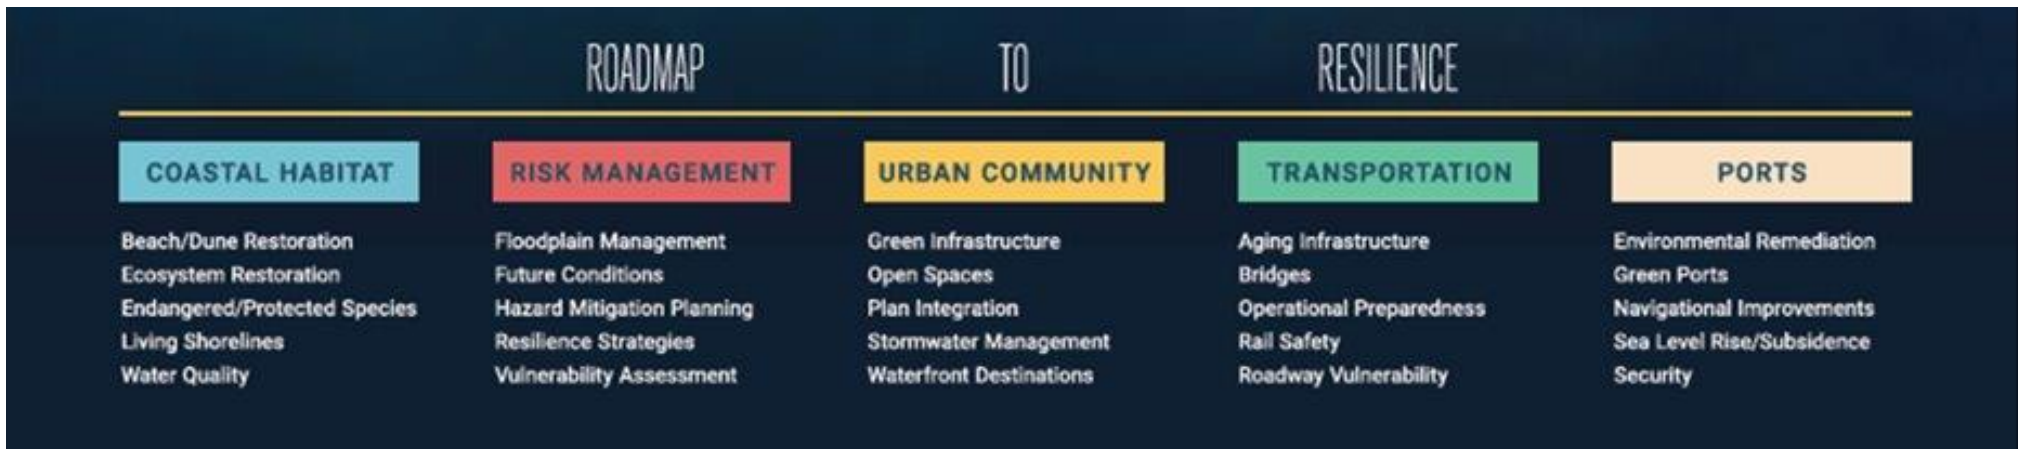 ROADMAP TO RESILIENCE
COASTAL HABITAT
Beach/Dune Restoration
Ecosystem Restoration
Endangered/Protected Species
Living Shorelines
Water Quality
RISK MANAGEMENT
Floodplain Management
Future Conditions
Hazard Mitigation Planning
Resilience Strategies
Vulnerability Assessment
URBAN COMMUNITY
Green Infrastructure
Open Spaces
Plan Integration
Stormwater Management
Waterfront Destinations
TRANSPORTATION
Aging Infrastructure
Bridges
Operational Preparedness
Rail Safety
Roadway Vulnerability
PORTS
Environmental Remediation
Green Ports
Navigational Improvements
Sea Level Rise/Subsidence
Security